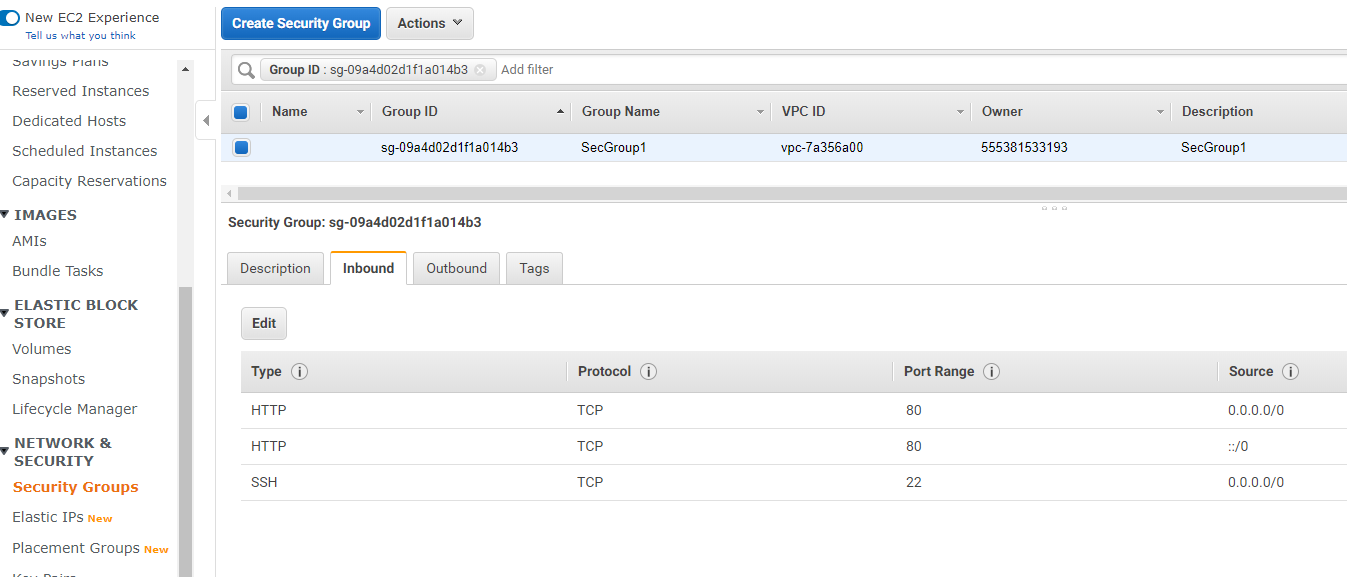 New EC2 Experience
Tell us what you think
Savings Plans
Reserved Instances
Dedicated Hosts
Scheduled Instances
Capacity Reservations
IMAGES
AMIs
Bundle Tasks
ELASTIC BLOCK
STORE
Volumes
Snapshots
Lifecycle Manager
NETWORK &
SECURITY
Security Groups
Elastic IPs New
Placement Groups New
Key Pairs
Create Security Group Actions
Group ID : sg-09a4d02d1f1a014b3 Add filter
Name Group ID Group Name VPC ID Owner Description
sg-09a4d02d1f1a014b3 SecGroup1 vpc-7a356a00 555381533193 SecGroup1
Security Group: sg-09a4d02d1f1a014b3
Description Inbound Outbound Tags
Edit
Type Protocol Port Range Source
HTTP TCP 80 0.0.0.0/0
HTTP TCP 80 ::/0
SSH TCP 22 0.0.0.0/0